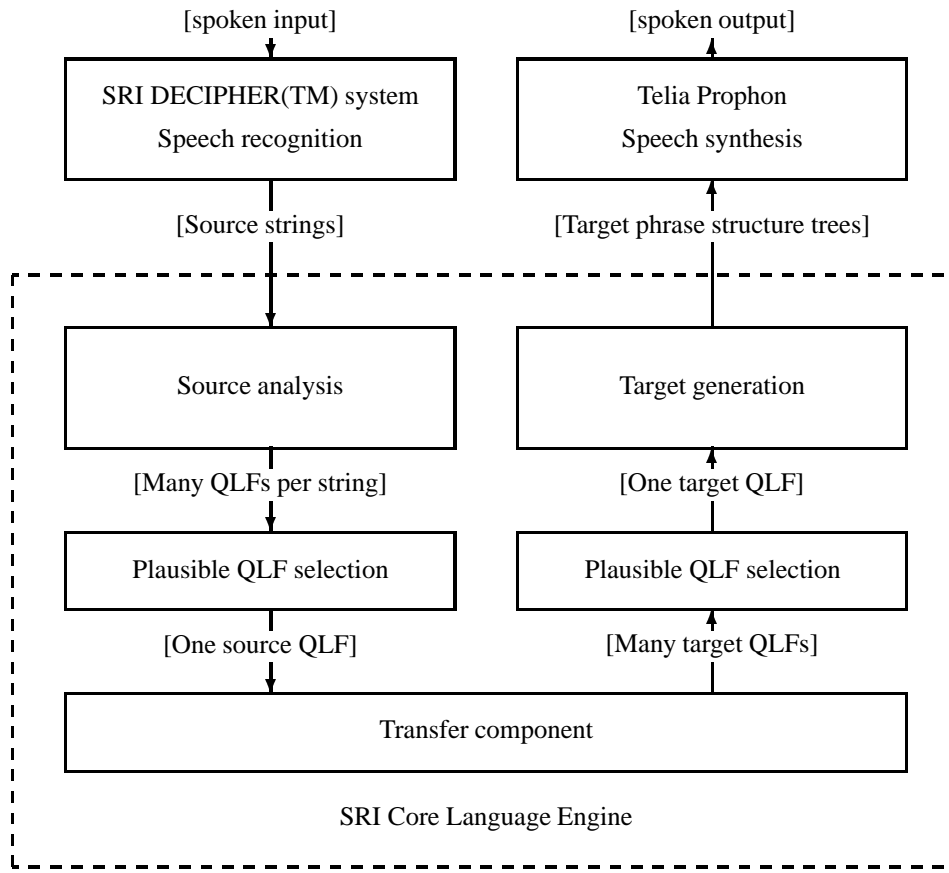 [spoken input]
SRI DECIPHER(TM) system
Speech recognition
[Source strings]
Source analysis
[Many QLFs per string]
Plausible QLF selection
[One source QLF]
[spoken output]
Telia Prophon
Speech synthesis
[Target phrase structure trees]
Target generation
[One target QLF]
Plausible QLF selection
[Many target QLFs]
Transfer component
SRI Core Language Engine